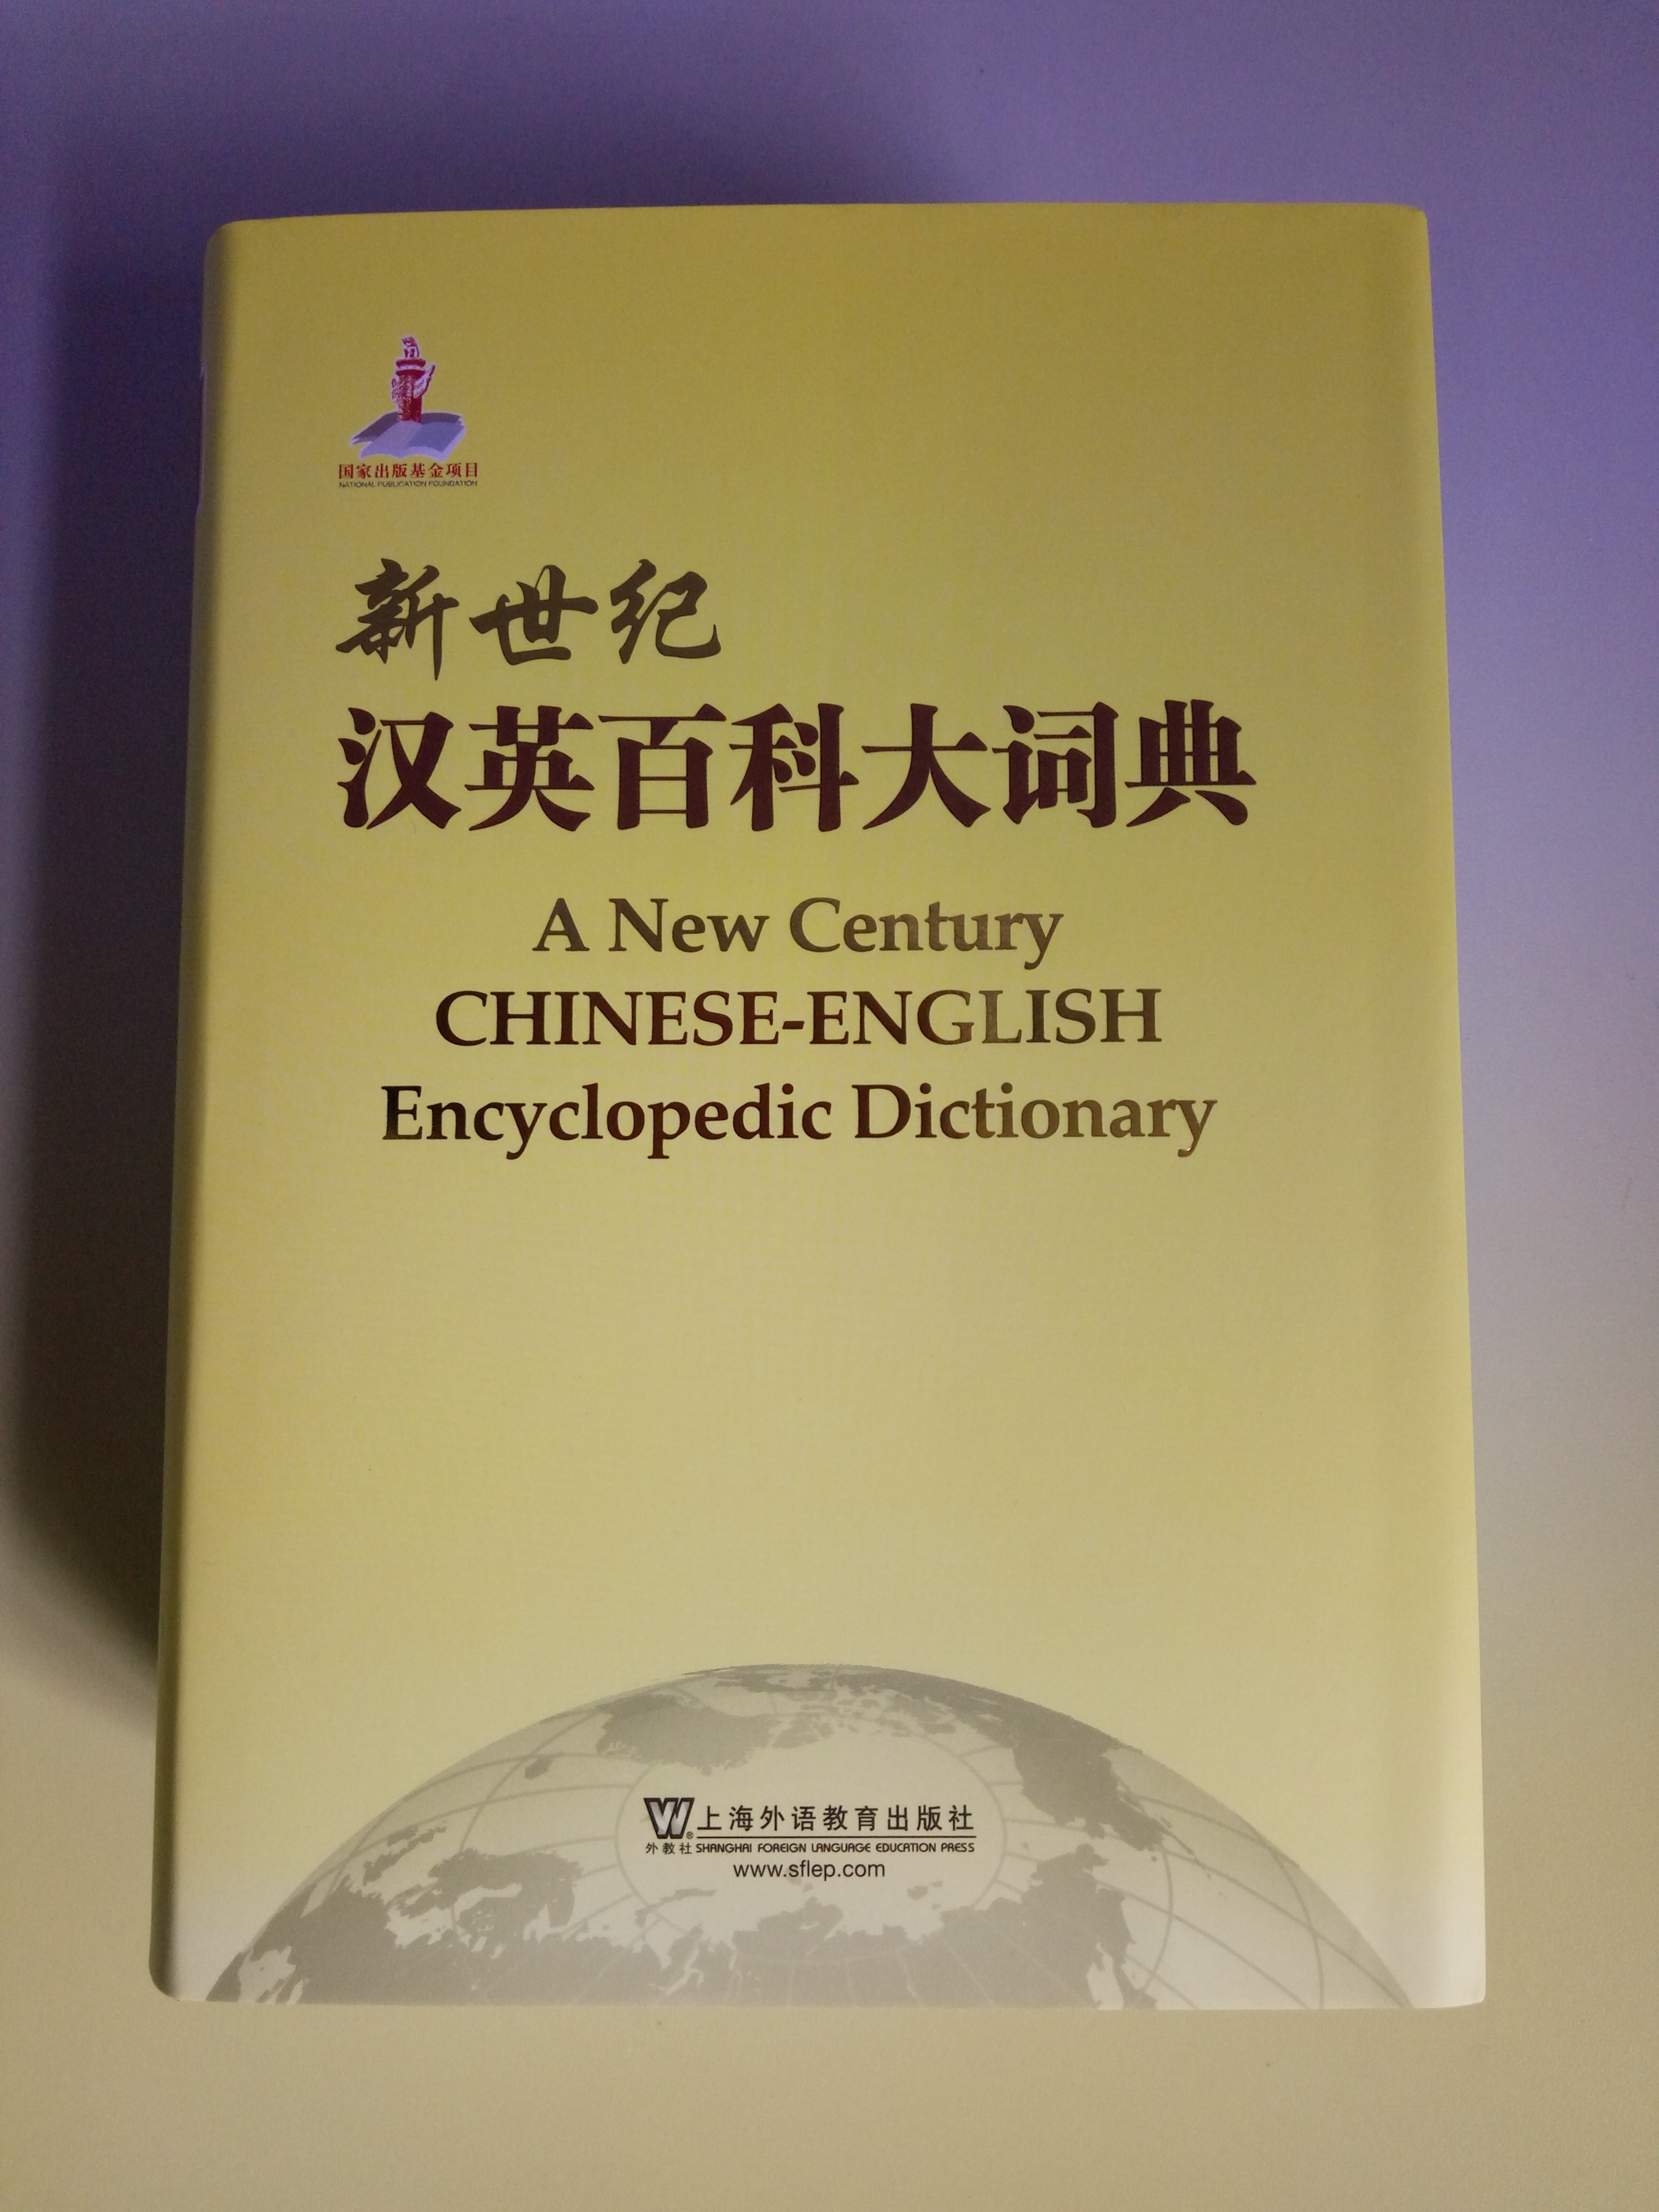 国家出版基金项目
NATIONAL PUBLICATION FOUNDATION
新世纪
汉英百科大词典
A New Century
CHINESE-ENGLISH
Encyclopedic Dictionary
W® 上海外语教育出版社
外教社 SHANGHAI FOREIGN LANGUAGE EDUCATION PRESS
www.sflep.com